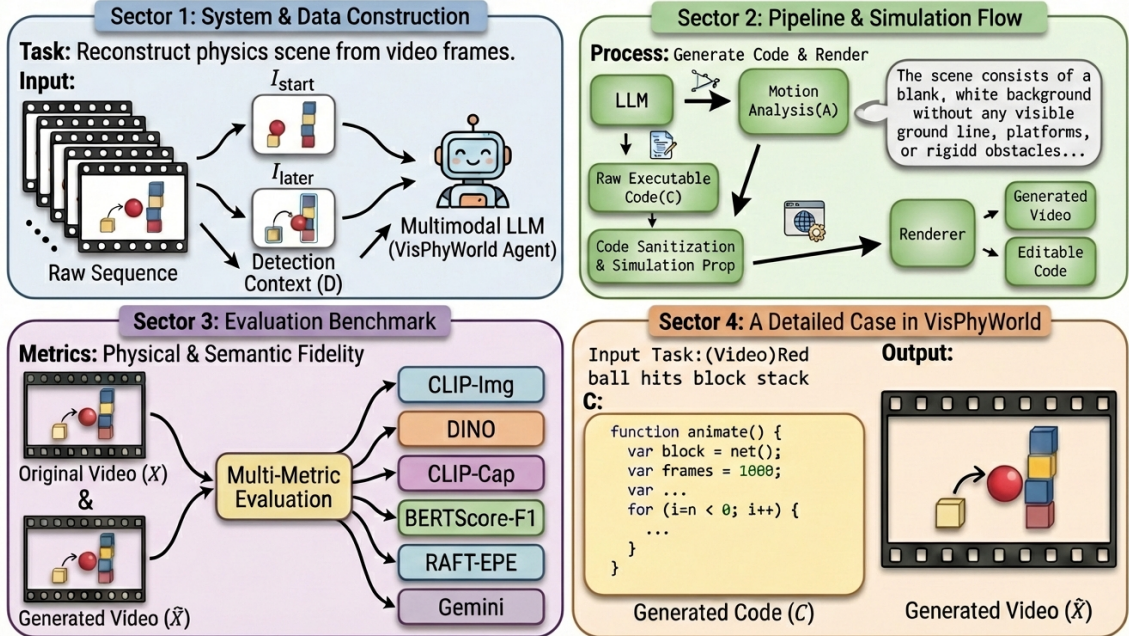 Sector 1: System & Data Construction
Task: Reconstruct physics scene from video frames.
Input:
I_start
I_later
Raw Sequence
Detection
Context (D)
Multimodal LLM
(VisPhyWorld Agent)
Sector 2: Pipeline & Simulation Flow
Process: Generate Code & Render
LLM
Motion
Analysis(A)
The scene consists of a
blank, white background
without any visible
ground line, platforms,
or rigidd obstacles...
Raw Executable
Code(C)
Code Sanitization
& Simulation Prop
Renderer
Generated
Video
Editable
Code
Sector 3: Evaluation Benchmark
Metrics: Physical & Semantic Fidelity
Original Video (X)
&
Generated Video (X̃)
Multi-Metric
Evaluation
CLIP-Img
DINO
CLIP-Cap
BERTScore-F1
RAFT-EPE
Gemini
Sector 4: A Detailed Case in VisPhyWorld
Input Task:(Video)Red
ball hits block stack
C:
function animate() {
var block = net();
var frames = 1000;
var ...
for (i=n < 0; i++) {
...
}
}
Generated Code (C)
Output:
Generated Video (X̃)